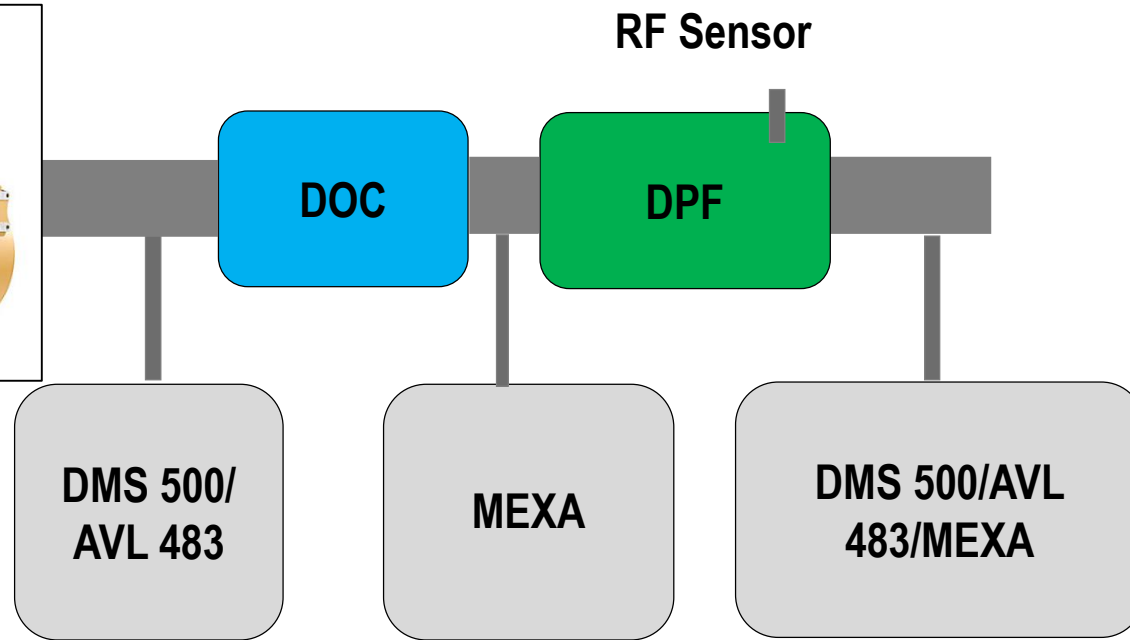 RF Sensor
DOC
DPF
DMS 500/
AVL 483
MEXA
DMS 500/AVL
483/MEXA